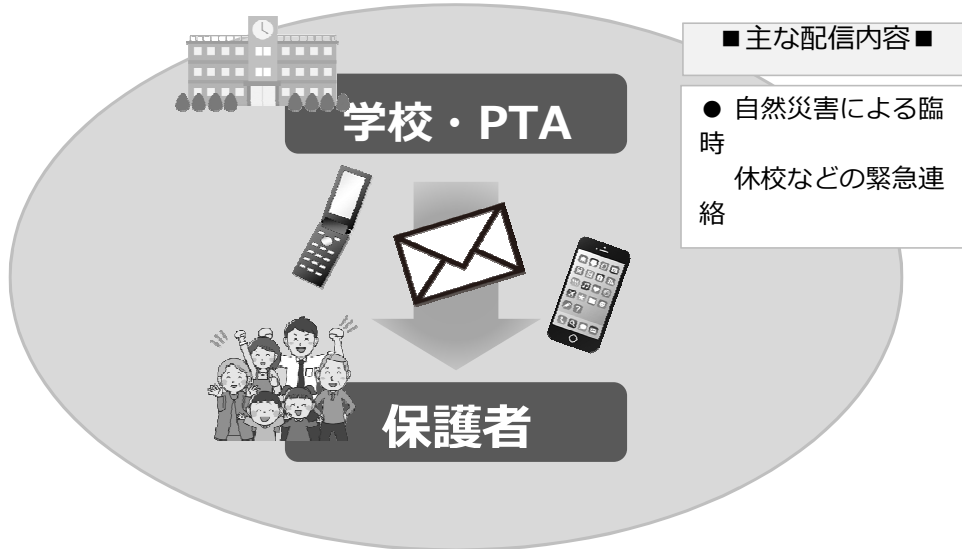 ■主な配信内容■
学校・PTA
● 自然災害による臨
時
休校などの緊急連
絡
保護者